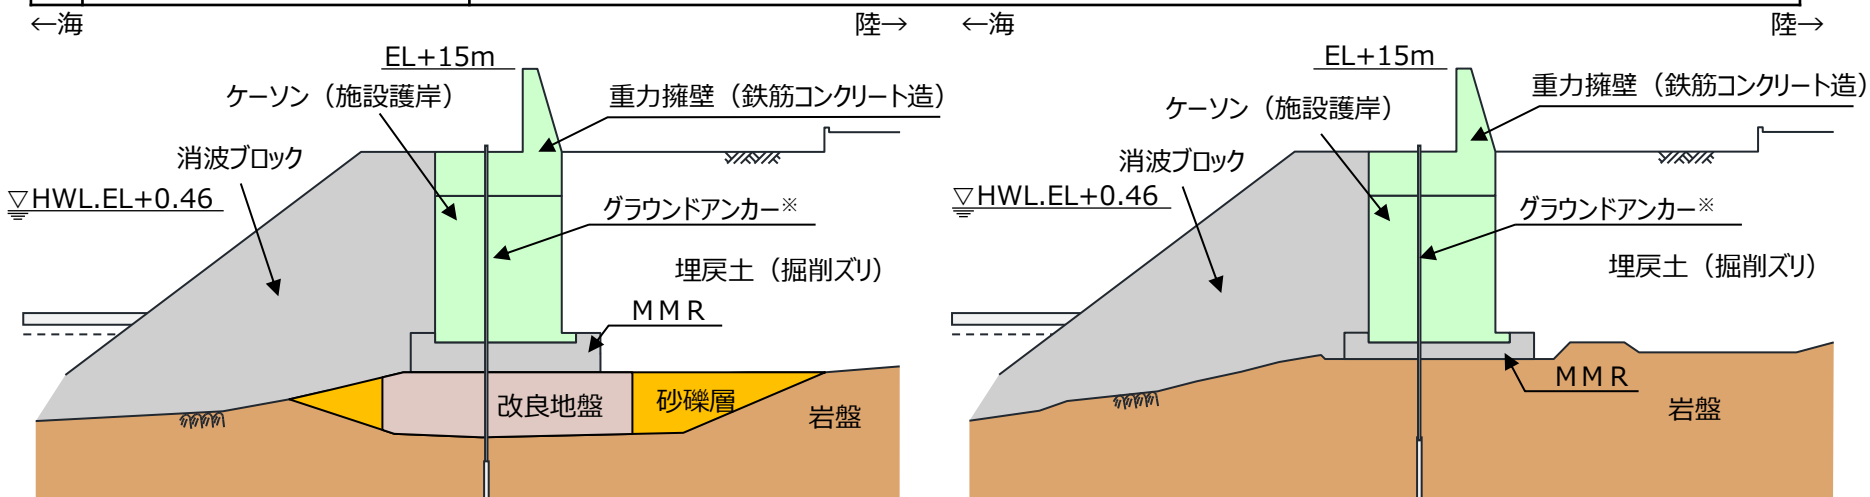 ←海
陸→
EL+15m
ケーソン（施設護岸）
重力擁壁（鉄筋コンクリート造）
消波ブロック
▽HWL.EL+0.46
グラウンドアンカー※
埋戻土（掘削ズリ）
ＭＭＲ
改良地盤
砂礫層
岩盤
←海
陸→
EL+15m
重力擁壁（鉄筋コンクリート造）
ケーソン（施設護岸）
消波ブロック
▽HWL.EL+0.46
グラウンドアンカー※
埋戻土（掘削ズリ）
ＭＭＲ
岩盤